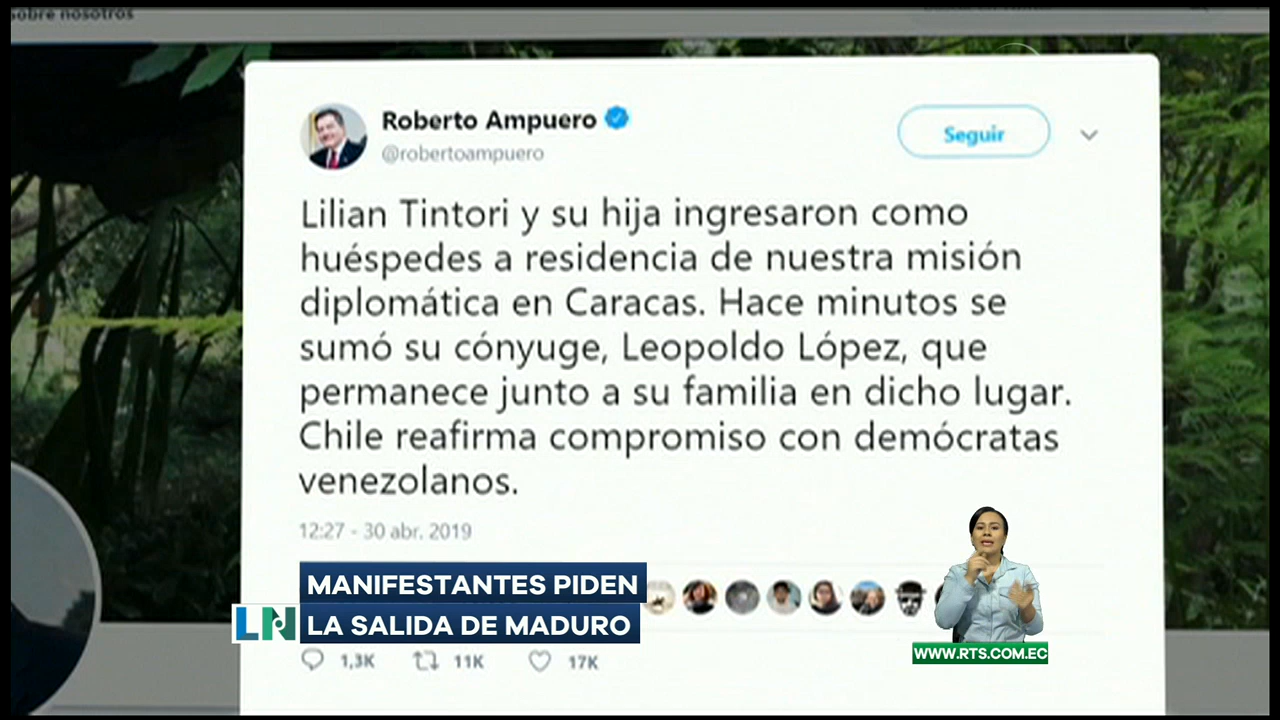 sobre nosotros
Roberto Ampuero
@robertoampuero
Seguir
Lilian Tintori y su hija ingresaron como
huéspedes a residencia de nuestra misión
diplomática en Caracas. Hace minutos se
sumó su cónyuge, Leopoldo López, que
permanece junto a su familia en dicho lugar.
Chile reafirma compromiso con demócratas
venezolanos.
12:27 - 30 abr. 2019
MANIFESTANTES PIDEN
LN LA SALIDA DE MADURO
WWW.RTS.COM.EC
1,3K 11K 17K